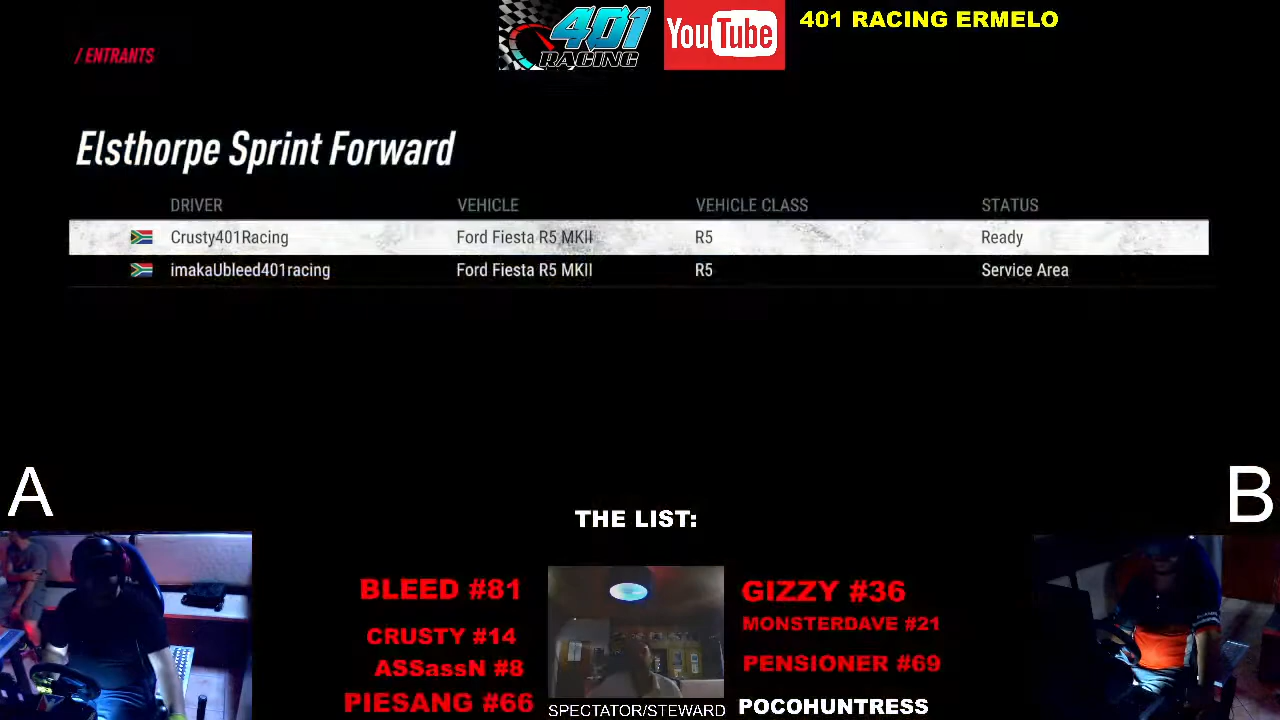 401
RACING
YouTube
401 RACING ERMELO
/ ENTRANTS
Elsthorpe Sprint Forward
DRIVER VEHICLE VEHICLE CLASS STATUS
Crusty401Racing Ford Fiesta R5 MKII R5 Ready
imakaUbleed401racing Ford Fiesta R5 MKII R5 Service Area
A
B
THE LIST:
BLEED #81
CRUSTY #14
ASSassN #8
PIESANG #66
SPECTATOR/STEWARD
GIZZY #36
MONSTERDAVE #21
PENSIONER #69
POCOHUNTRESS